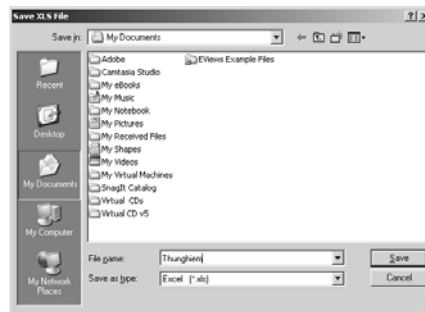 Save XLS File
Save in:
My Documents
Recent
Desktop
My Documents
My Computer
My Network Places
Adobe
Camtasia Studio
My eBooks
My Music
My Notebook
My Pictures
My Received Files
My Shapes
My Videos
My Virtual Machines
SnagIt Catalog
Virtual CDs
Virtual CD v5
EViews Example Files
File name:
Thunghiem
Save
Save as type:
Excel (*.xls)
Cancel